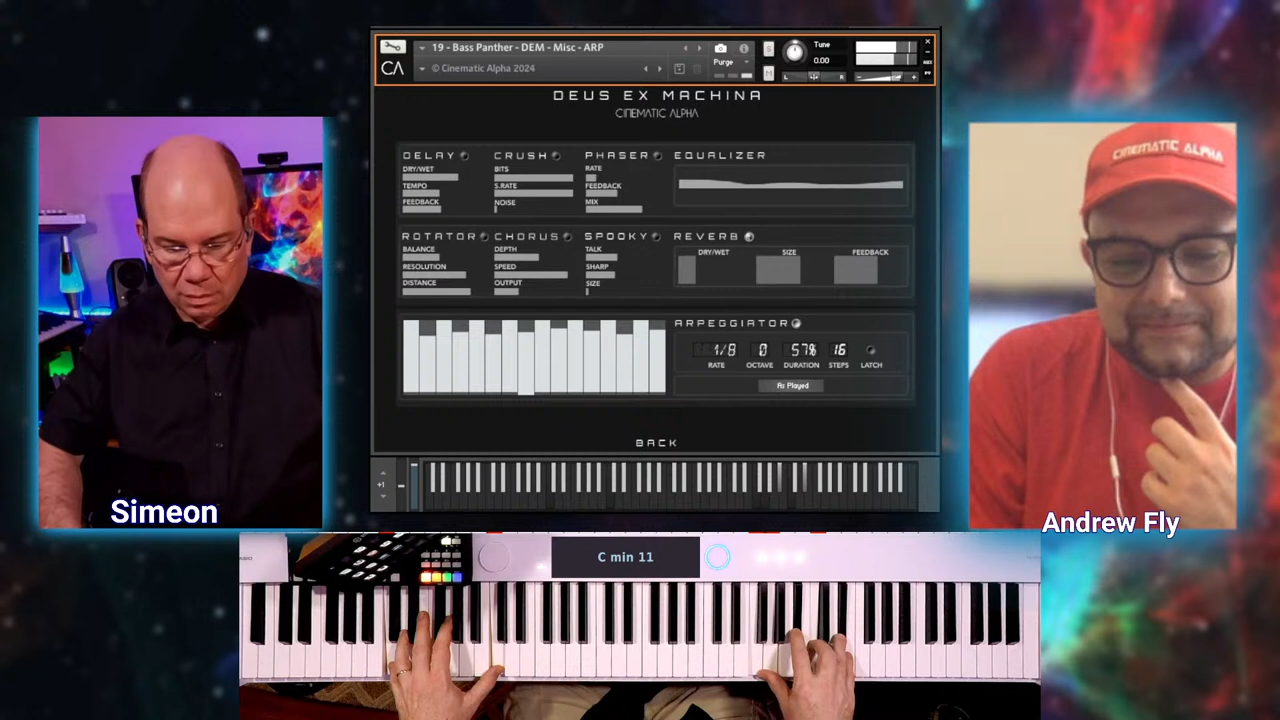 19 - Bass Panther - DEM - Misc - ARP
© Cinematic Alpha 2024
CA
Purge
S
M
Tune
0.00
L R
AUX
PV
DEUS EX MACHINA
CINEMATIC ALPHA
DELAY CRUSH PHASER EQUALIZER
DRY/WET BITS RATE
TEMPO S.RATE FEEDBACK
FEEDBACK NOISE MIX
ROTATOR CHORUS SPOOKY REVERB
BALANCE DEPTH TALK DRY/WET SIZE FEEDBACK
RESOLUTION SPEED SHARP
DISTANCE OUTPUT SIZE
ARPEGGIATOR
1/8 0 57% 16
RATE OCTAVE DURATION STEPS LATCH
As Played
BACK
+1
CINEMATIC ALPHA
Simeon
Andrew Fly
C min 11